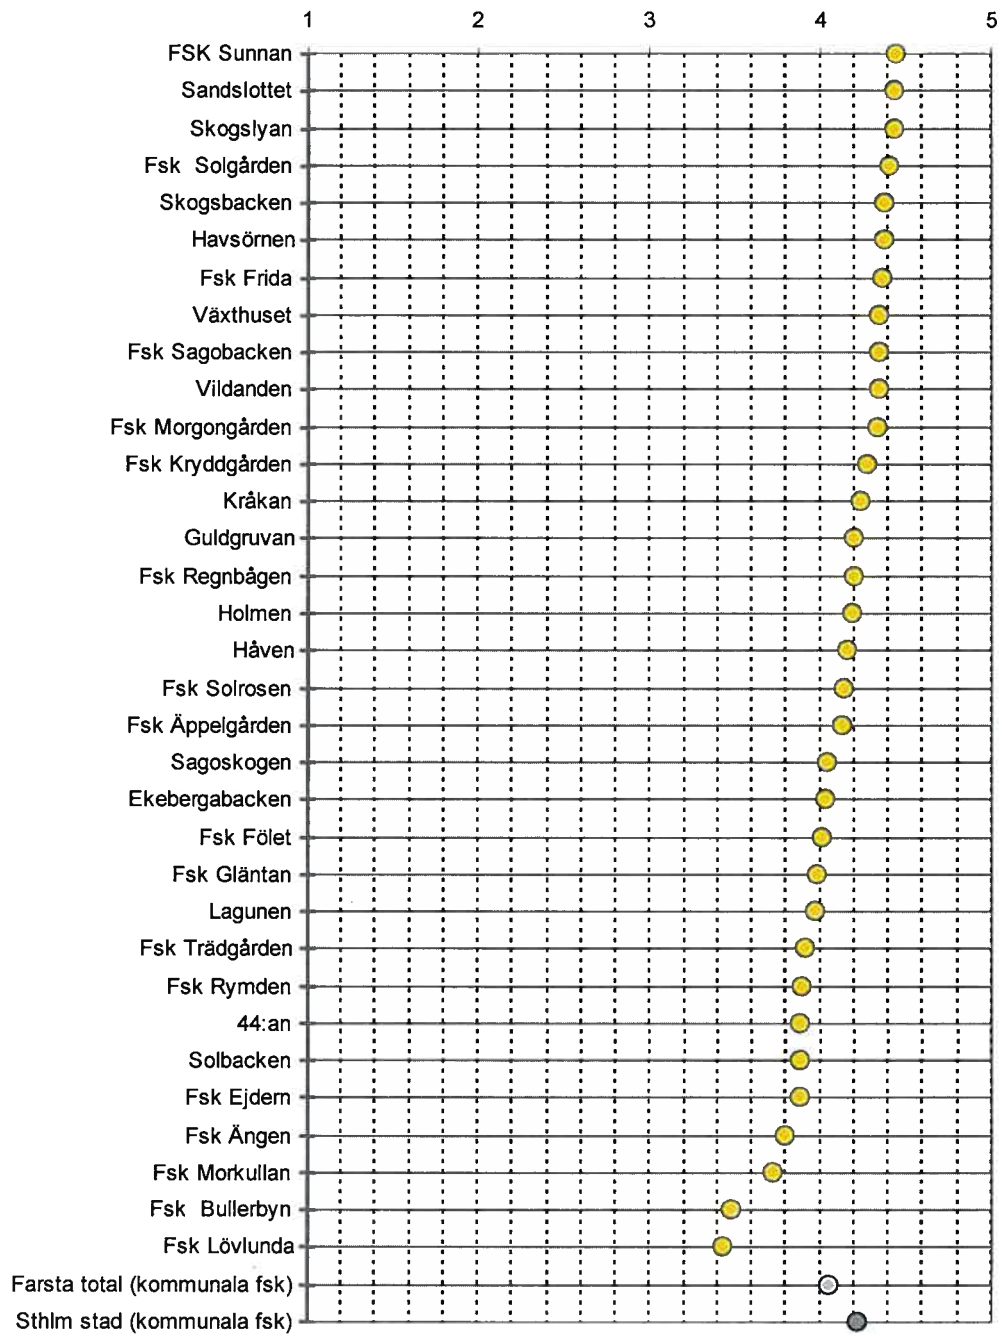 1 2 3 4 5
FSK Sunnan
Sandslottet
Skogslyan
Fsk Solgården
Skogsbacken
Havsörnen
Fsk Frida
Växthuset
Fsk Sagobacken
Vildanden
Fsk Morgongården
Fsk Kryddgården
Kråkan
Guldgruvan
Fsk Regnbågen
Holmen
Håven
Fsk Solrosen
Fsk Äppelgården
Sagoskogen
Ekebergabacken
Fsk Fölet
Fsk Gläntan
Lagunen
Fsk Trädgården
Fsk Rymden
44:an
Solbacken
Fsk Ejdern
Fsk Ängen
Fsk Morkullan
Fsk Bullerbyn
Fsk Lövlunda
Farsta total (kommunala fsk)
Sthlm stad (kommunala fsk)